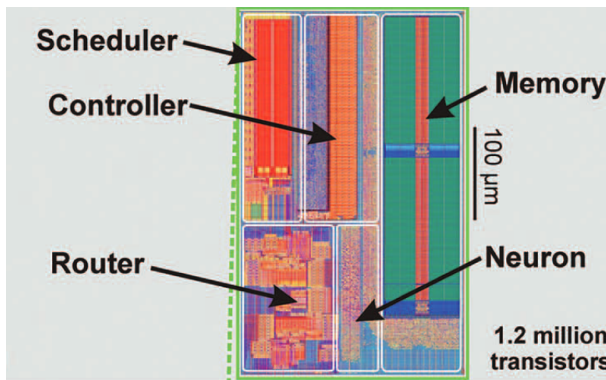 Scheduler
Controller
Memory
100 µm
Router
Neuron
1.2 million
transistors